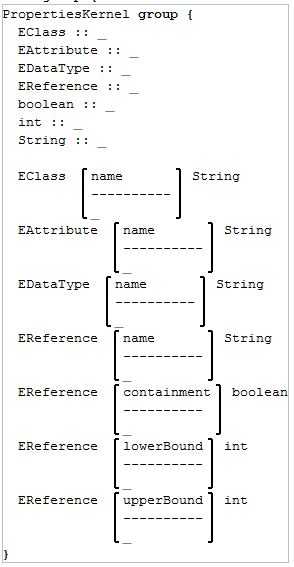 PropertiesKernel group {
EClass :: _
EAttribute :: _
EDataType :: _
EReference :: _
boolean :: _
int :: _
String :: _
EClass name String
----------
_
EAttribute name String
----------
_
EDataType name String
----------
_
EReference name String
----------
_
EReference containment boolean
----------
_
EReference lowerBound int
----------
_
EReference upperBound int
----------
_
}